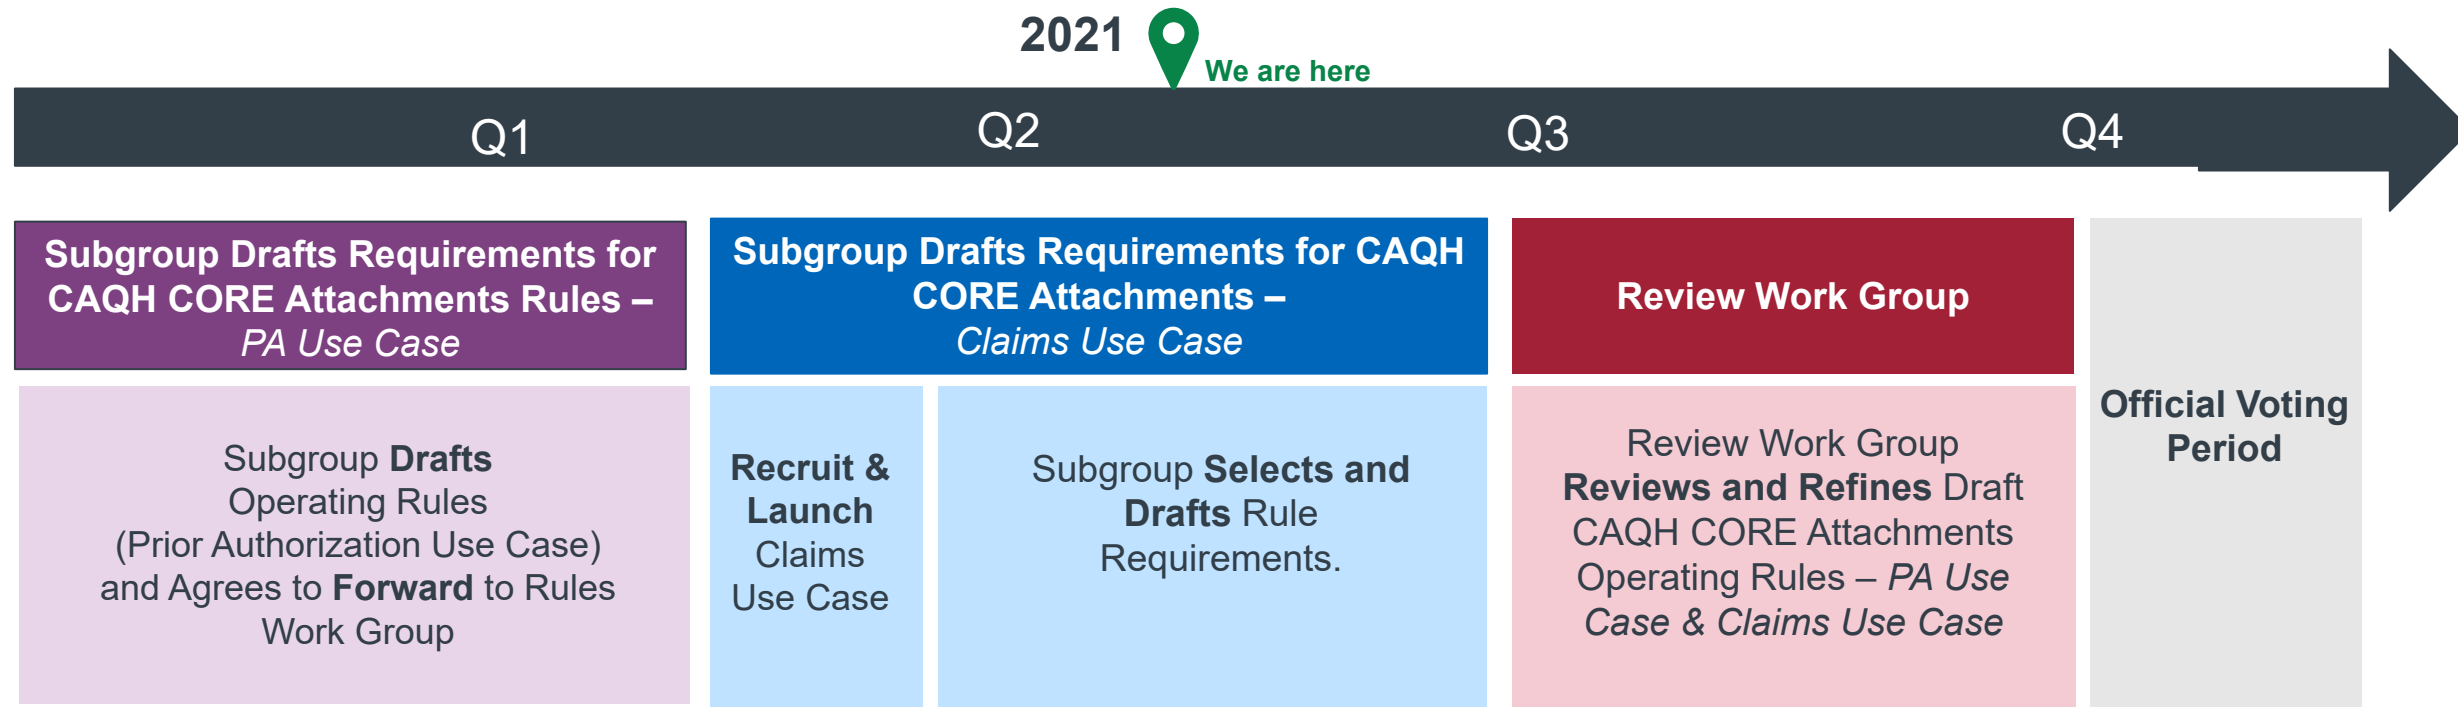 2021
We are here
Q1
Q2
Q3
Q4
Subgroup Drafts Requirements for
CAQH CORE Attachments Rules –
PA Use Case
Subgroup Drafts Requirements for CAQH
CORE Attachments –
Claims Use Case
Review Work Group
Official Voting
Period
Subgroup Drafts
Operating Rules
(Prior Authorization Use Case)
and Agrees to Forward to Rules
Work Group
Recruit &
Launch
Claims
Use Case
Subgroup Selects and
Drafts Rule
Requirements.
Review Work Group
Reviews and Refines Draft
CAQH CORE Attachments
Operating Rules – PA Use
Case & Claims Use Case